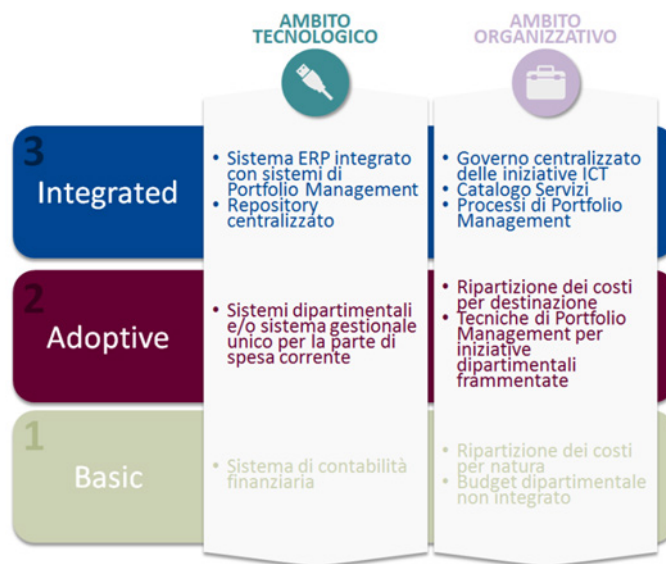 AMBITO
TECNOLOGICO
AMBITO
ORGANIZZATIVO
3
Integrated
• Sistema ERP integrato
con sistemi di
Portfolio Management
• Repository
centralizzato
• Governo centralizzato
delle iniziative ICT
• Catalogo Servizi
• Processi di Portfolio
Management
2
Adoptive
• Sistemi dipartimentali
e/o sistema gestionale
unico per la parte di
spesa corrente
• Ripartizione dei costi
per destinazione
• Tecniche di Portfolio
Management per
iniziative
dipartimentali
frammentate
1
Basic
• Sistema di contabilità
finanziaria
• Ripartizione dei costi
per natura
• Budget dipartimentale
non integrato